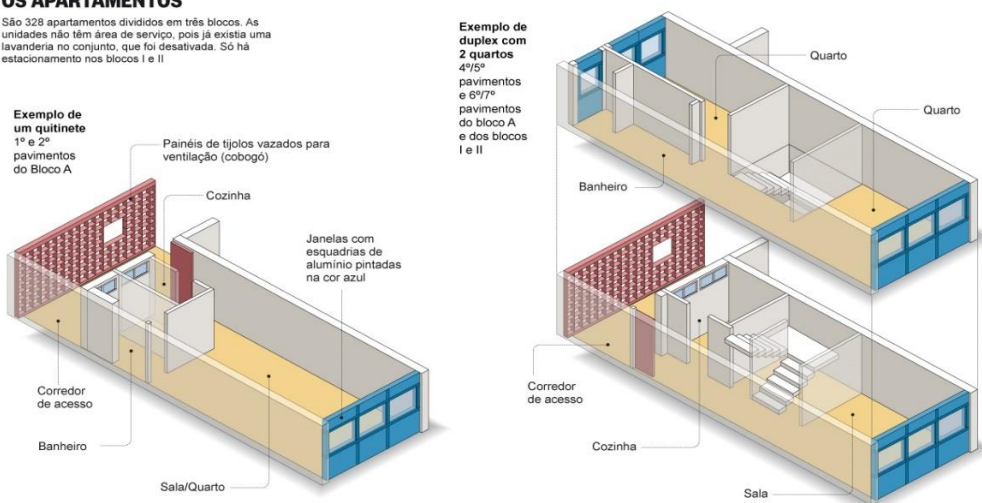 OS APARTAMENTOS
São 328 apartamentos divididos em três blocos. As
unidades não têm área de serviço, pois já existia uma
lavanderia no conjunto, que foi desativada. Só há
estacionamento nos blocos I e II
Exemplo de
um quitinete
1º e 2º
pavimentos
do Bloco A
Painéis de tijolos vazados para
ventilação (cobogó)
Cozinha
Janelas com
esquadrias de
alumínio pintadas
na cor azul
Corredor
de acesso
Banheiro
Sala/Quarto
Exemplo de
duplex com
2 quartos
4º/5º
pavimentos
e 6º/7º
pavimentos
do bloco A
e dos blocos
I e II
Quarto
Quarto
Banheiro
Corredor
de acesso
Cozinha
Sala